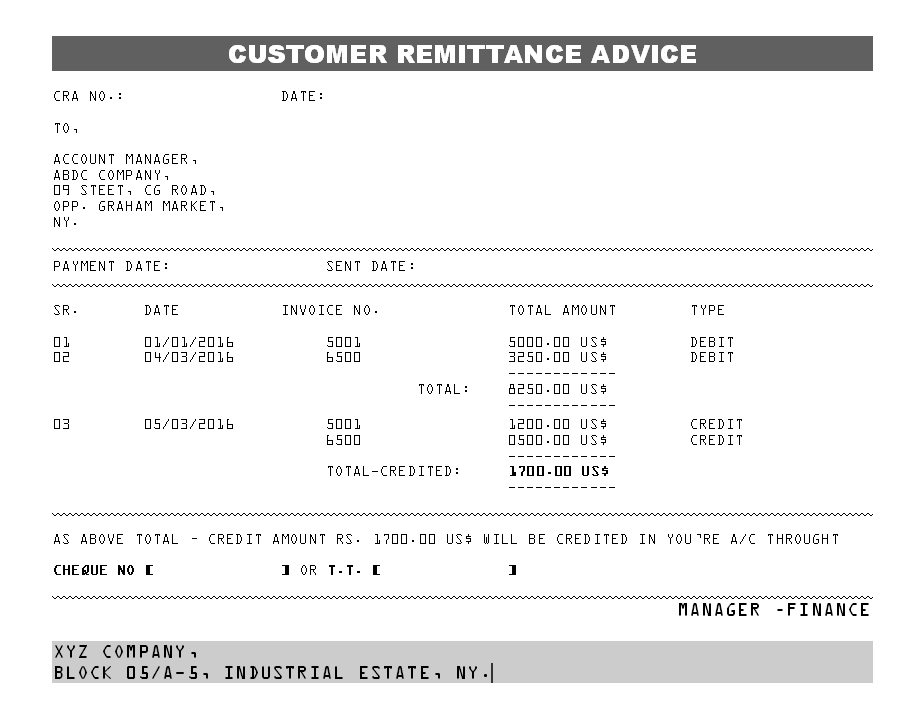 CUSTOMER REMITTANCE ADVICE
CRA NO.: DATE:
TO,
ACCOUNT MANAGER,
ABDC COMPANY,
09 STEET, CG ROAD,
OPP. GRAHAM MARKET,
NY.
PAYMENT DATE: SENT DATE:
SR. DATE INVOICE NO. TOTAL AMOUNT TYPE
01 01/01/2016 5001 5000.00 US$ DEBIT
02 04/03/2016 6500 3250.00 US$ DEBIT
------------
TOTAL: 8250.00 US$
------------
03 05/03/2016 5001 1200.00 US$ CREDIT
6500 0500.00 US$ CREDIT
------------
TOTAL-CREDITED: 1700.00 US$
------------
AS ABOVE TOTAL - CREDIT AMOUNT RS. 1700.00 US$ WILL BE CREDITED IN YOU'RE A/C THROUGHT
CHEQUE NO [ ] OR T.T. [ ]
MANAGER -FINANCE
XYZ COMPANY,
BLOCK 05/A-5, INDUSTRIAL ESTATE, NY.